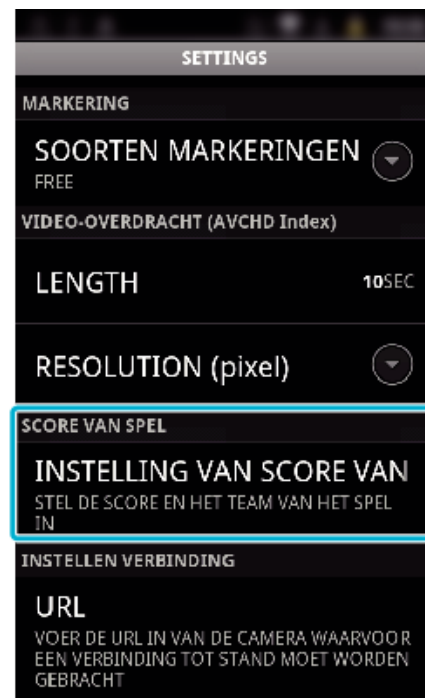 SETTINGS
MARKERING
SOORTEN MARKERINGEN
FREE
VIDEO-OVERDRACHT (AVCHD Index)
LENGTH 10SEC
RESOLUTION (pixel)
SCORE VAN SPEL
INSTELLING VAN SCORE VAN
STEL DE SCORE EN HET TEAM VAN HET SPEL
IN
INSTELLEN VERBINDING
URL
VOER DE URL IN VAN DE CAMERA WAARVOOR
EEN VERBINDING TOT STAND MOET WORDEN
GEBRACHT